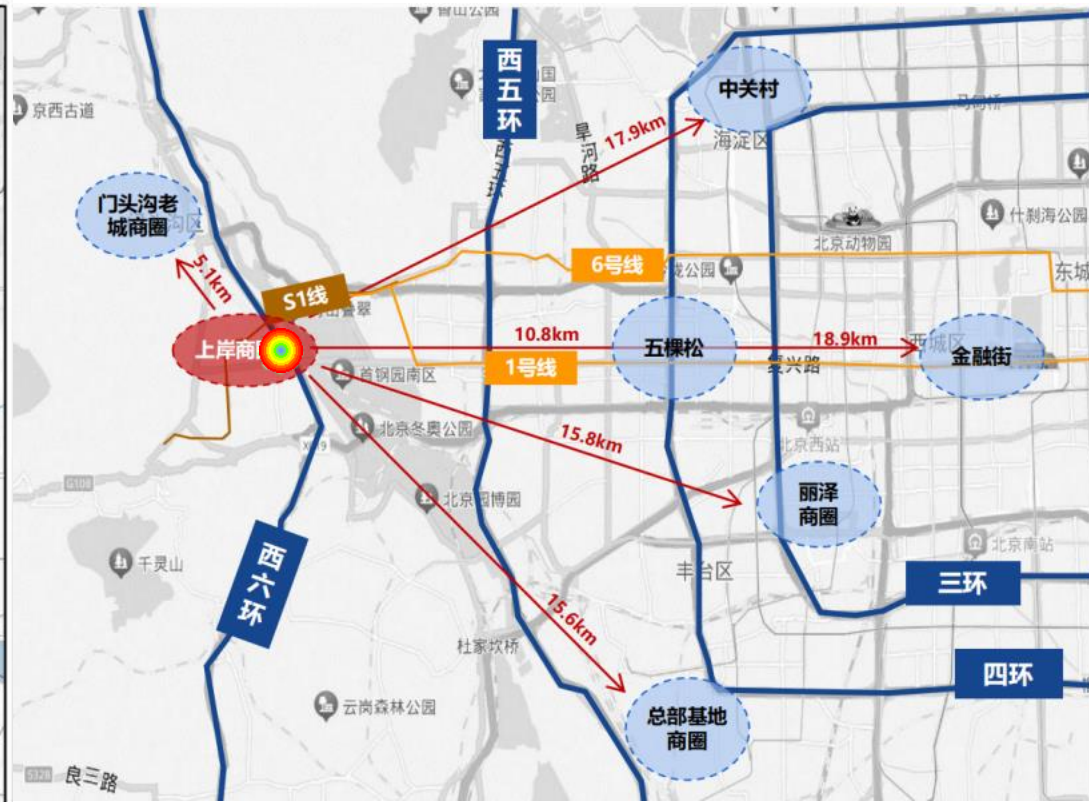 香山公园
西五环
中关村
京西古道
马甸桥
17.9km
旱河路
海淀区
门头沟老
城商圈
什刹海公园
北京动物园
6号线
5.1km
S1线
东城
上岸商
10.8km
五棵松
18.9km
西城区
金融街
1号线
复兴路
首钢园南区
北京冬奥公园
15.8km
北京西站
G108
北京园博园
丽泽
商圈
千灵山
西六环
北京南站
丰台区
三环
15.6km
杜家坎桥
四环
云岗森林公园
总部基地
商圈
S328
良三路